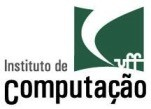 uff
Instituto de
computação